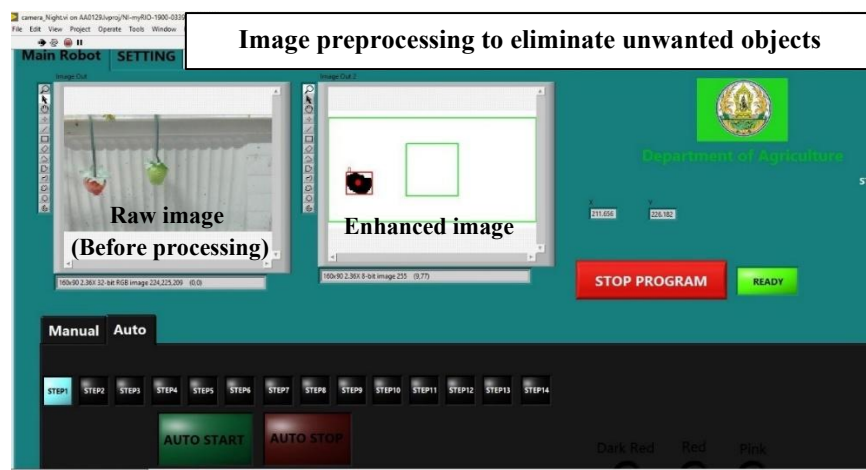 camera_Night.vi on AA0129.lvproj/NI-myRIO-1900-0339
File Edit View Project Operate Tools Window
Image preprocessing to eliminate unwanted objects
Main Robot SETTING
Image Out
Image Out 2
Department of Agriculture
Raw image
(Before processing)
Enhanced image
X Y
211.656 226.182
160x90 2.36X 32-bit RGB image 224,225,209 (0,0)
160x90 2.36X 8-bit image 255 (9,77)
STOP PROGRAM READY
Manual Auto
STEP1 STEP2 STEP3 STEP4 STEP5 STEP6 STEP7 STEP8 STEP9 STEP10 STEP11 STEP12 STEP13 STEP14
AUTO START AUTO STOP
Dark Red Red Pink